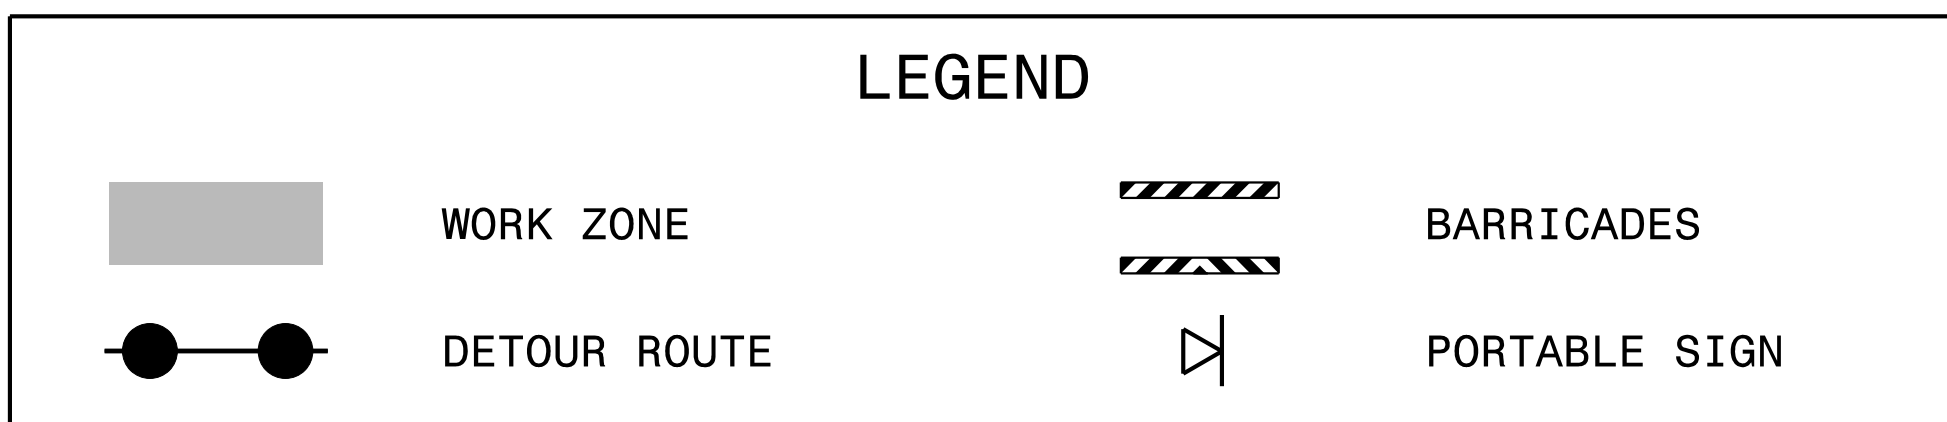 LEGEND
WORK ZONE
BARRICADES
DETOUR ROUTE
PORTABLE SIGN